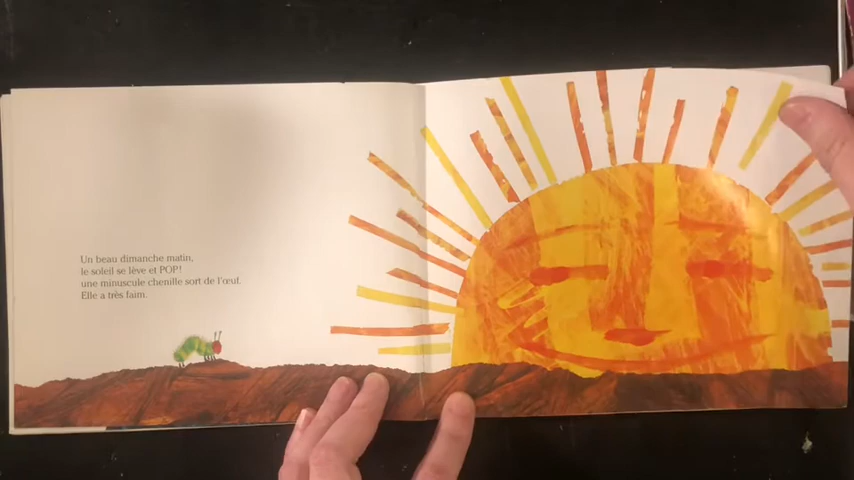 Un beau dimanche matin,
le soleil se lève et POP!
une minuscule chenille sort de l'œuf.
Elle a très faim.